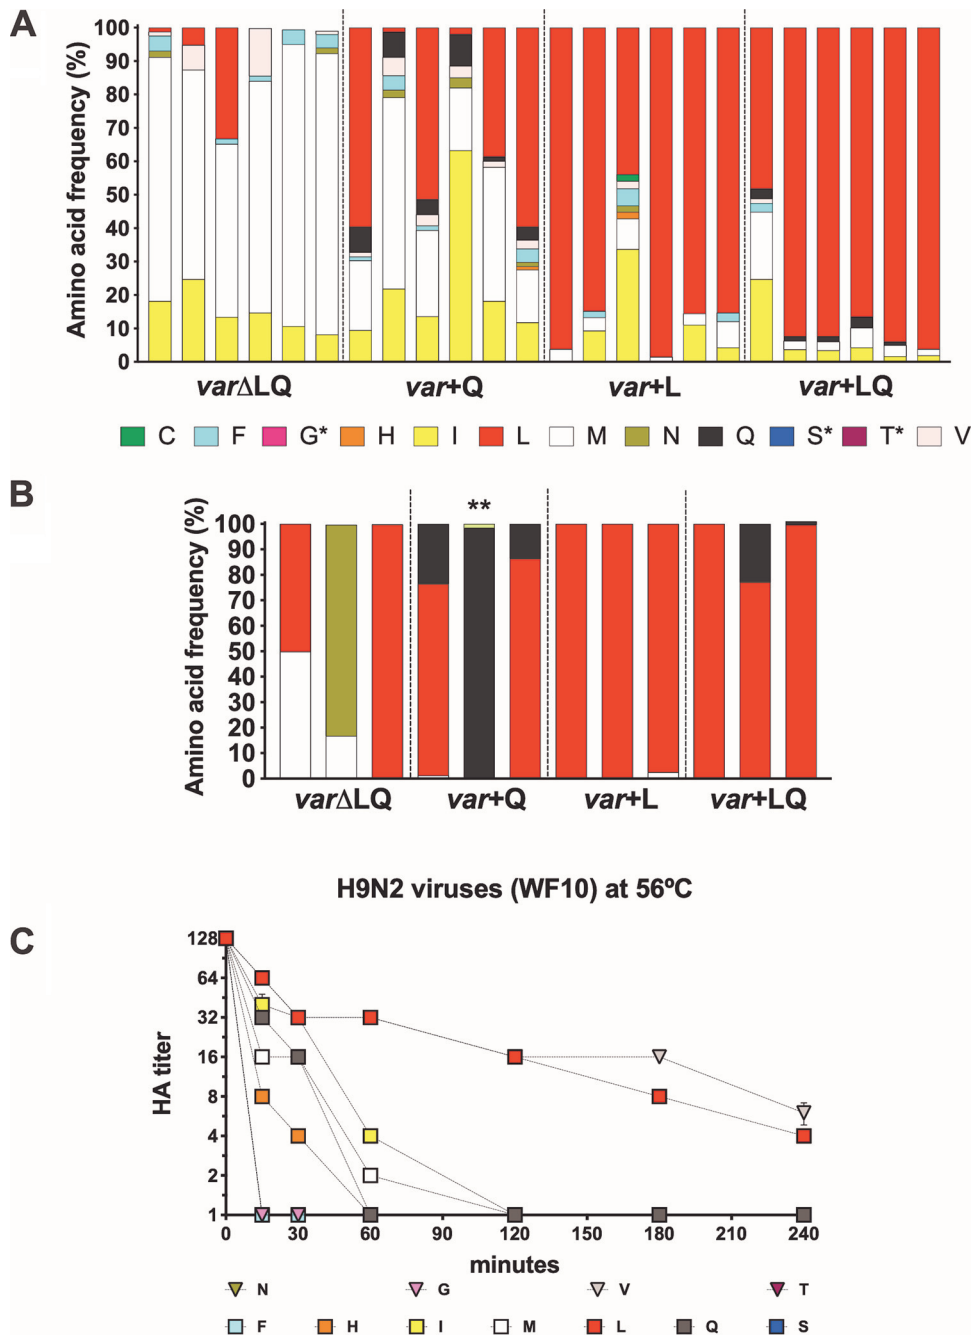 A
Amino acid frequency (%)
100
90
80
70
60
50
40
30
20
10
0
varΔLQ var+Q var+L var+LQ
C F G* H I L M N Q S* T* V
B
**
Amino acid frequency (%)
100
90
80
70
60
50
40
30
20
10
0
varΔLQ var+Q var+L var+LQ
H9N2 viruses (WF10) at 56ºC
C
HA titer
128
64
32
16
8
4
2
1
0 30 60 90 120 150 180 210 240
minutes
N G V T
F H I M L Q S